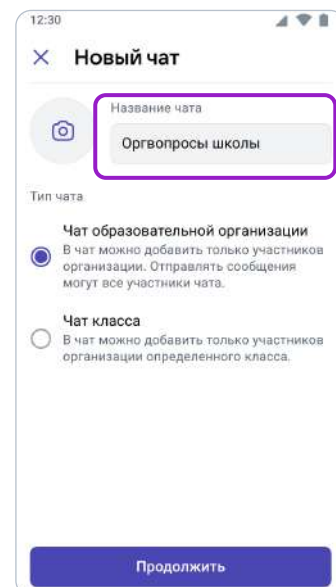 12:30
Новый чат
Название чата
Оргвопросы школы
Тип чата
Чат образовательной организации
В чат можно добавить только участников
организации. Отправлять сообщения
могут все участники чата.
Чат класса
В чат можно добавить только участников
организации определенного класса.
Продолжить